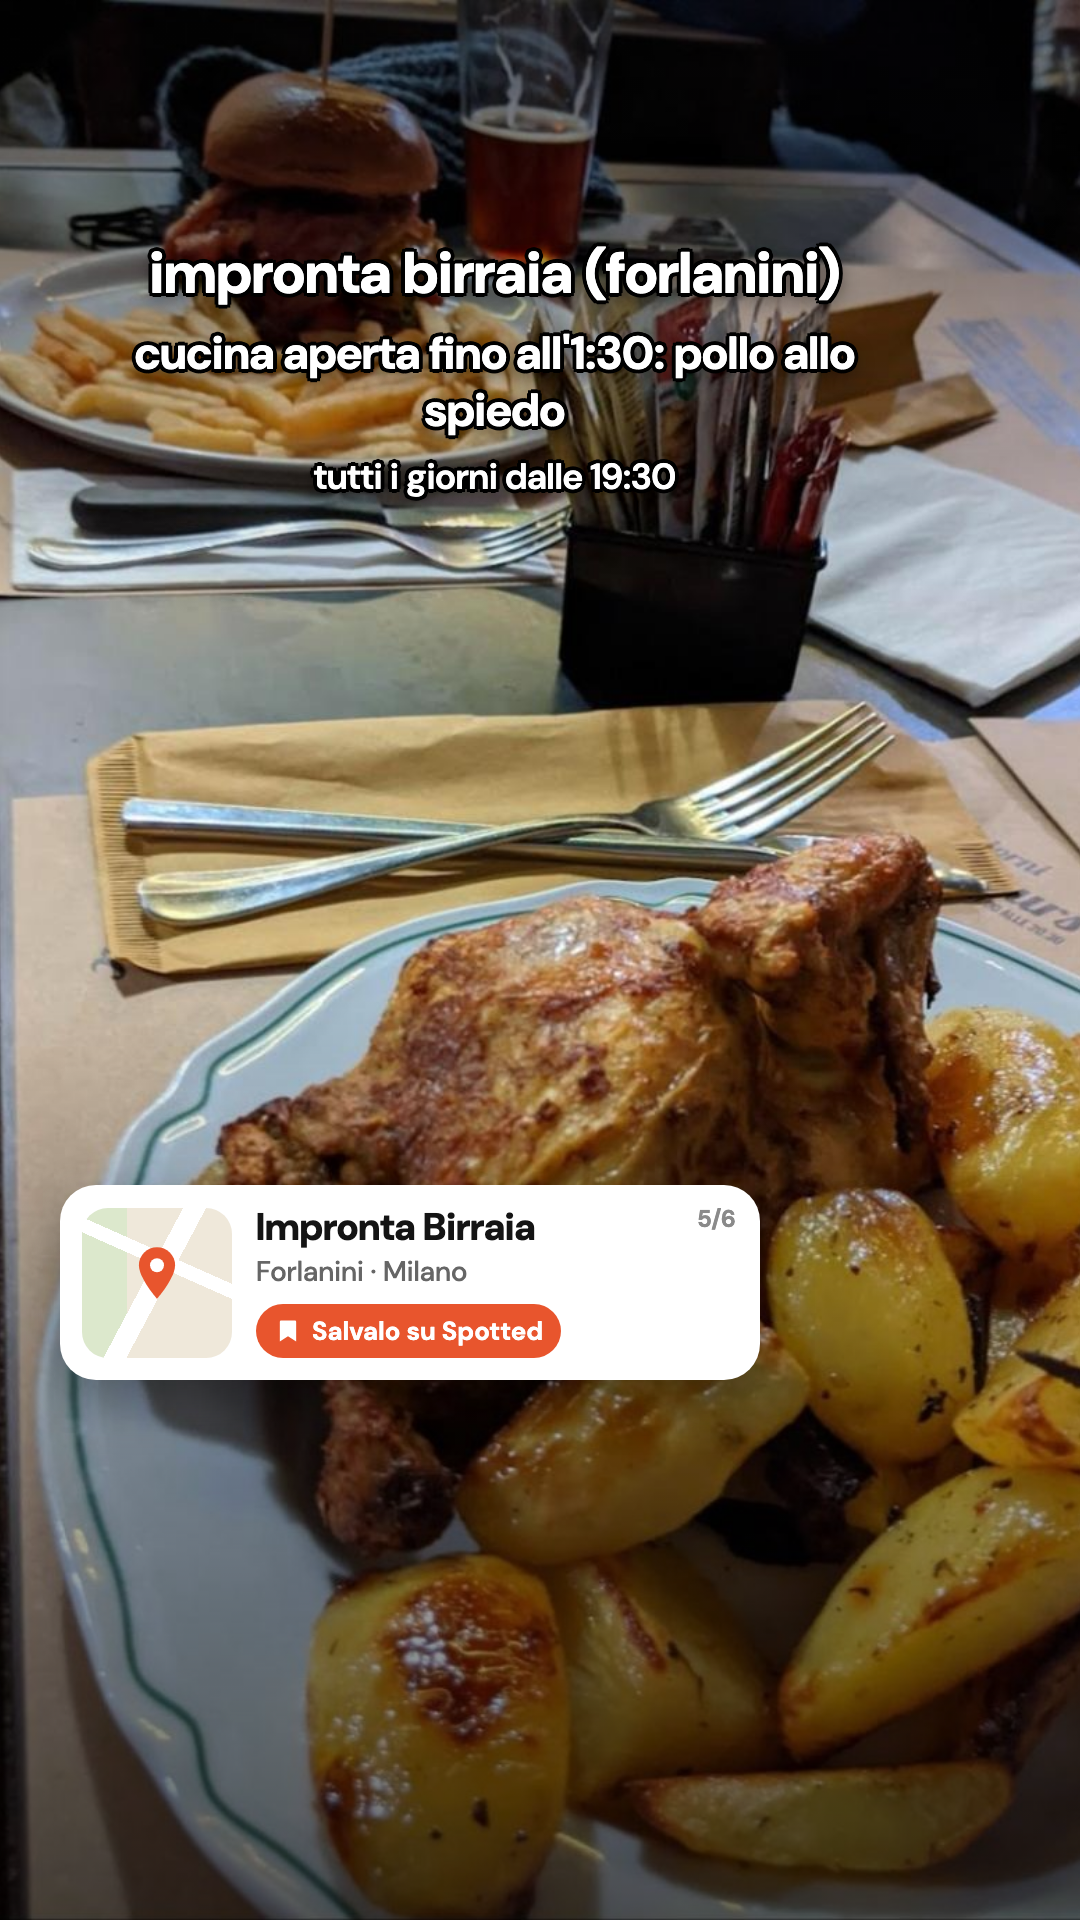 impronta birraia (forlanini)
cucina aperta fino all'1:30: pollo allo
spiedo
tutti i giorni dalle 19:30
Impronta Birraia
5/6
Forlanini · Milano
Salvalo su Spotted